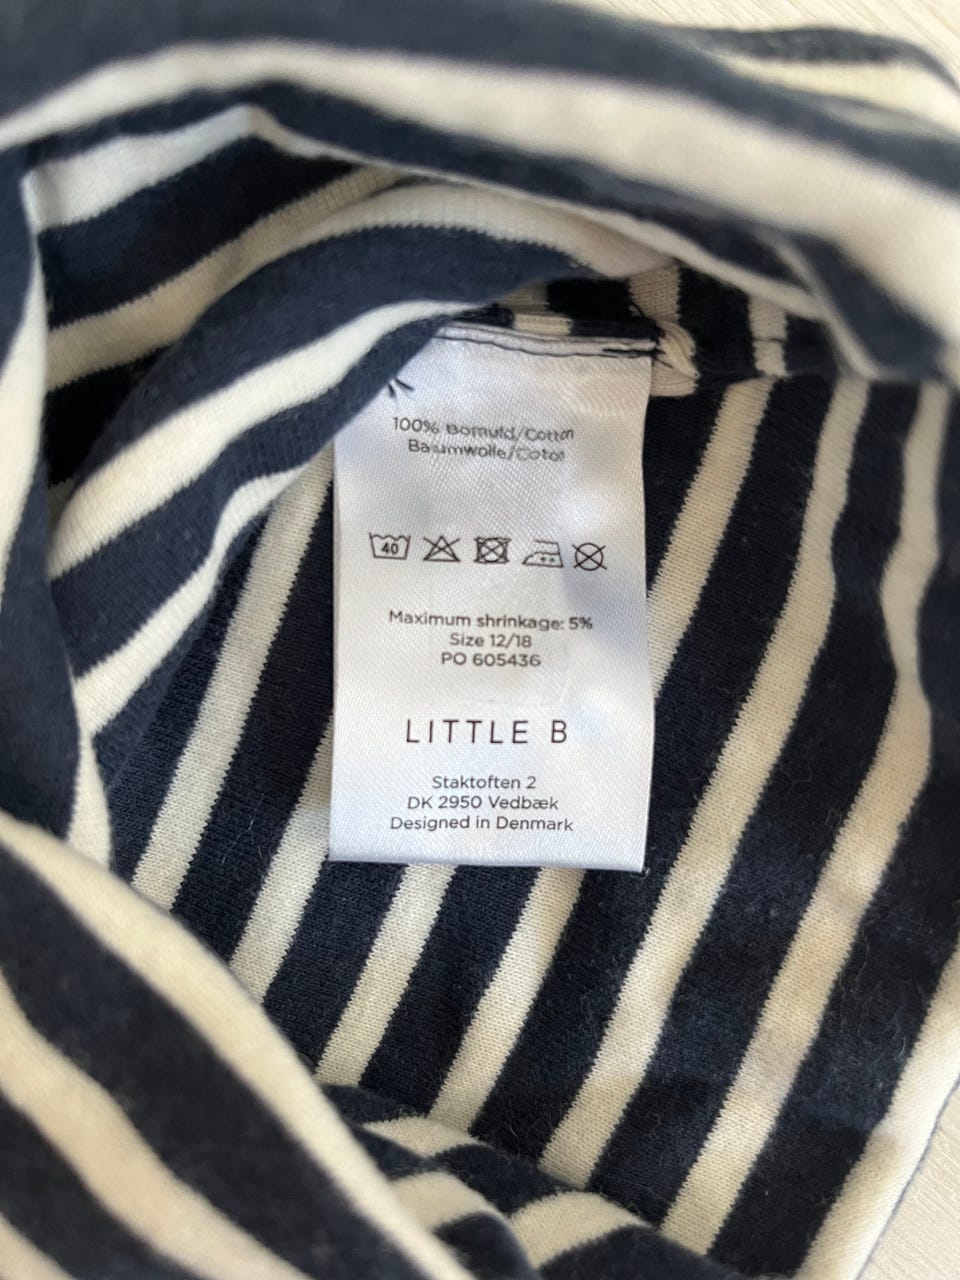 100% Bomuld/Cotton
Baumwolle/Coton
40
Maximum shrinkage: 5%
Size 12/18
PO 605436
LITTLE B
Staktoften 2
DK 2950 Vedbæk
Designed in Denmark